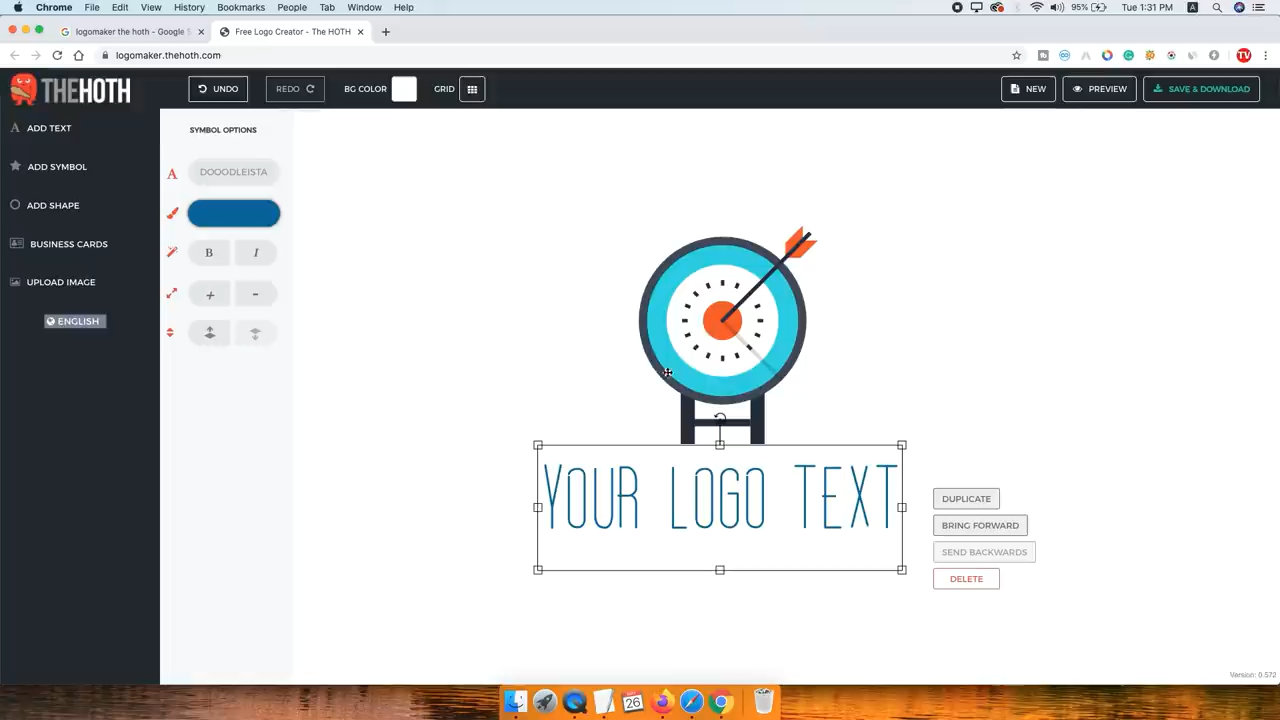 Chrome File Edit View History Bookmarks People Tab Window Help 95% Tue 1:31 PM A
logomaker the hoth - Google S Free Logo Creator - The HOTH
logomaker.thehoth.com TV
THEHOTH UNDO REDO BG COLOR GRID NEW PREVIEW SAVE & DOWNLOAD
A ADD TEXT
ADD SYMBOL
ADD SHAPE
BUSINESS CARDS
UPLOAD IMAGE
ENGLISH
SYMBOL OPTIONS
A DOOODLEISTA
B I
+ -
YOUR LOGO TEXT
DUPLICATE
BRING FORWARD
SEND BACKWARDS
DELETE
Version: 0.572
26